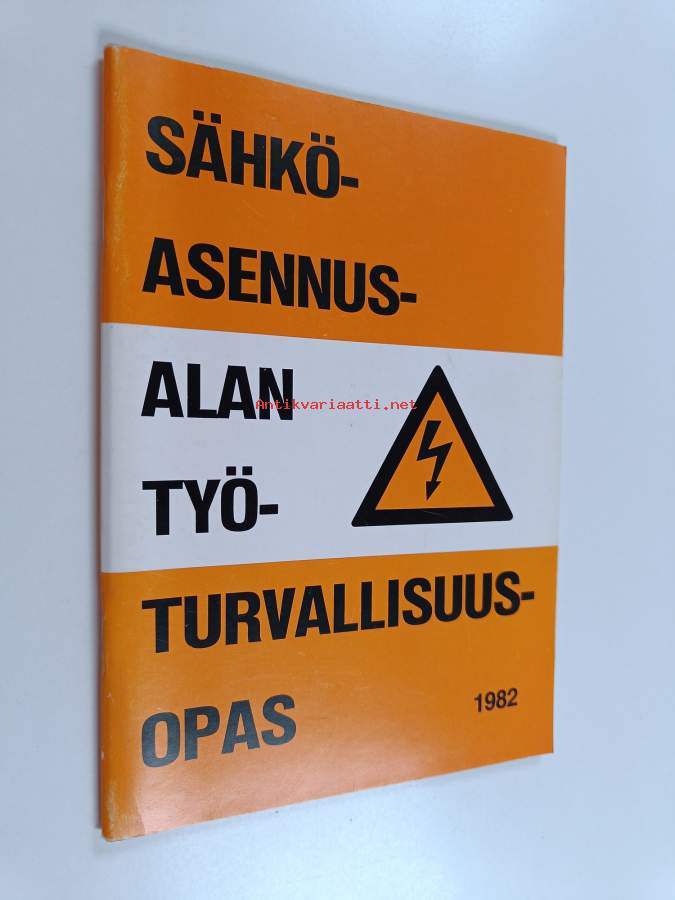 SÄHKÖ-
ASENNUS-
ALAN
Antikvariaatti.net
TYÖ-
TURVALLISUUS-
OPAS
1982